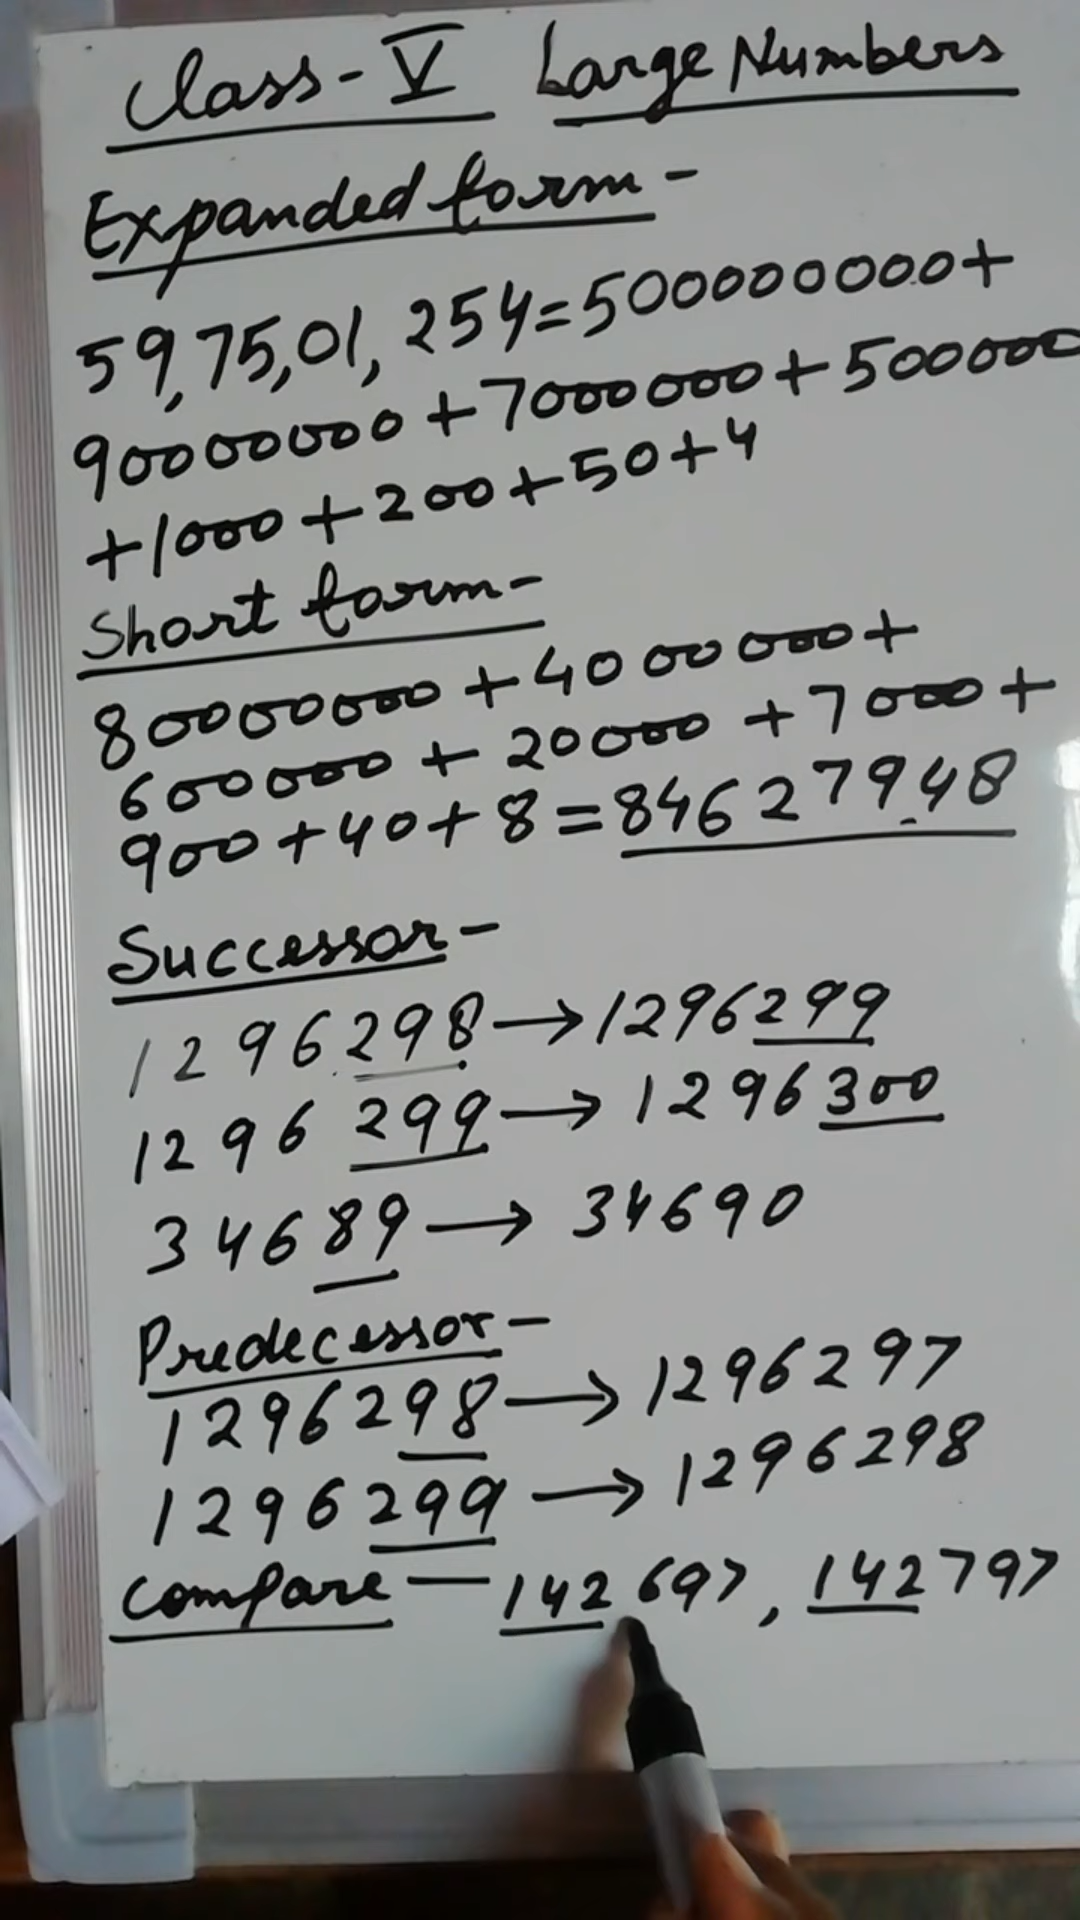 Class-V Large Numbers
Expanded form-
59,75,01,254=500000000+
90000000+7000000+500000
+1000+200+50+4
Short form-
80000000+4000000+
600000+20000+7000+
900+40+8=84627948
Successor-
1296298→1296299
1296299→1296300
34689→34690
Predecessor-
1296298→1296297
1296299→1296298
Compare-142697, 142797